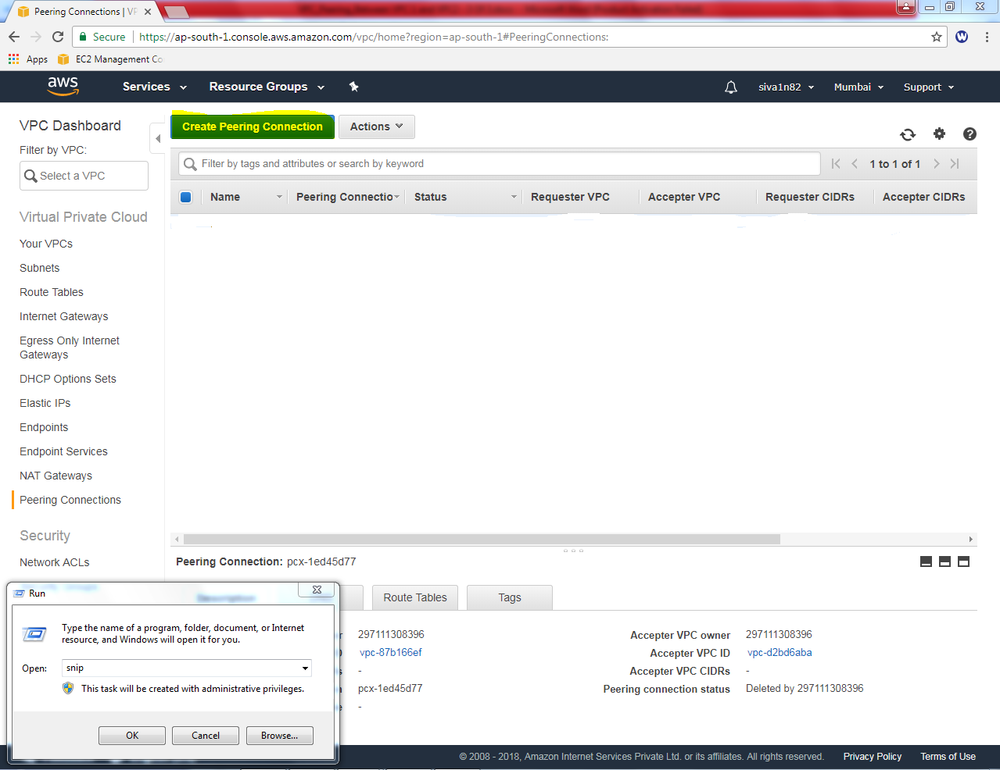 Peering Connections | VP
Secure
https://ap-south-1.console.aws.amazon.com/vpc/home?region=ap-south-1#PeeringConnections:
Apps
EC2 Management Co
aws
Services
Resource Groups
siva1n82
Mumbai
Support
VPC Dashboard
Filter by VPC:
Select a VPC
Virtual Private Cloud
Your VPCs
Subnets
Route Tables
Internet Gateways
Egress Only Internet
Gateways
DHCP Options Sets
Elastic IPs
Endpoints
Endpoint Services
NAT Gateways
Peering Connections
Security
Network ACLs
Create Peering Connection
Actions
Filter by tags and attributes or search by keyword
1 to 1 of 1
Name
Peering Connectio
Status
Requester VPC
Accepter VPC
Requester CIDRs
Accepter CIDRs
Peering Connection: pcx-1ed45d77
Route Tables
Tags
297111308396
vpc-87b166ef
-
pcx-1ed45d77
-
Accepter VPC owner 297111308396
Accepter VPC ID vpc-d2bd6aba
Accepter VPC CIDRs -
Peering connection status Deleted by 297111308396
Run
Type the name of a program, folder, document, or Internet
resource, and Windows will open it for you.
Open: snip
This task will be created with administrative privileges.
OK
Cancel
Browse...
© 2008 - 2018, Amazon Internet Services Private Ltd. or its affiliates. All rights reserved.
Privacy Policy
Terms of Use